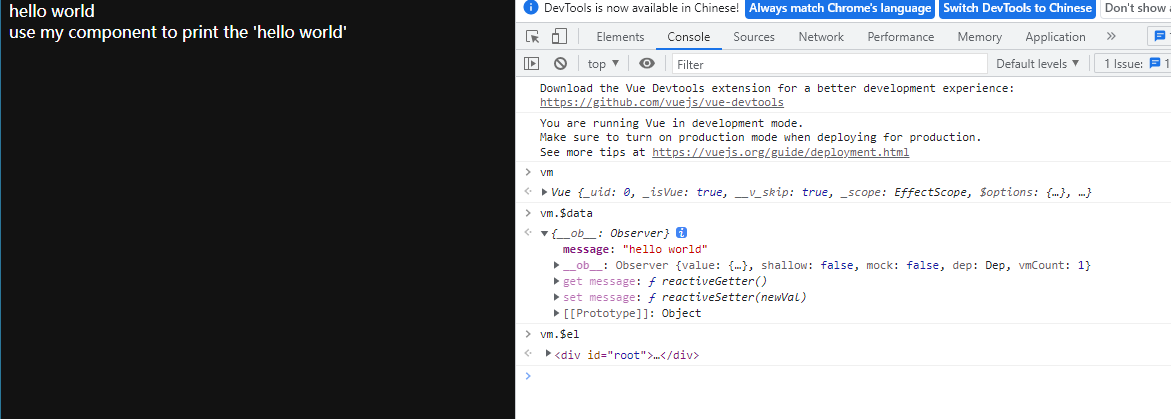 hello world
use my component to print the 'hello world'
DevTools is now available in Chinese!
Always match Chrome's language
Switch DevTools to Chinese
Don't show a
Elements
Console
Sources
Network
Performance
Memory
Application
»
top ▼
Filter
Default levels ▼
1 Issue: 1
Download the Vue Devtools extension for a better development experience:
https://github.com/vuejs/vue-devtools
You are running Vue in development mode.
Make sure to turn on production mode when deploying for production.
See more tips at https://vuejs.org/guide/deployment.html
> vm
Vue {_uid: 0, _isVue: true, __v_skip: true, _scope: EffectScope, $options: {…}, …}
> vm.$data
{__ob__: Observer}
message: "hello world"
__ob__: Observer {value: {…}, shallow: false, mock: false, dep: Dep, vmCount: 1}
get message: ƒ reactiveGetter()
set message: ƒ reactiveSetter(newVal)
[[Prototype]]: Object
> vm.$el
<div id="root">…</div>
>